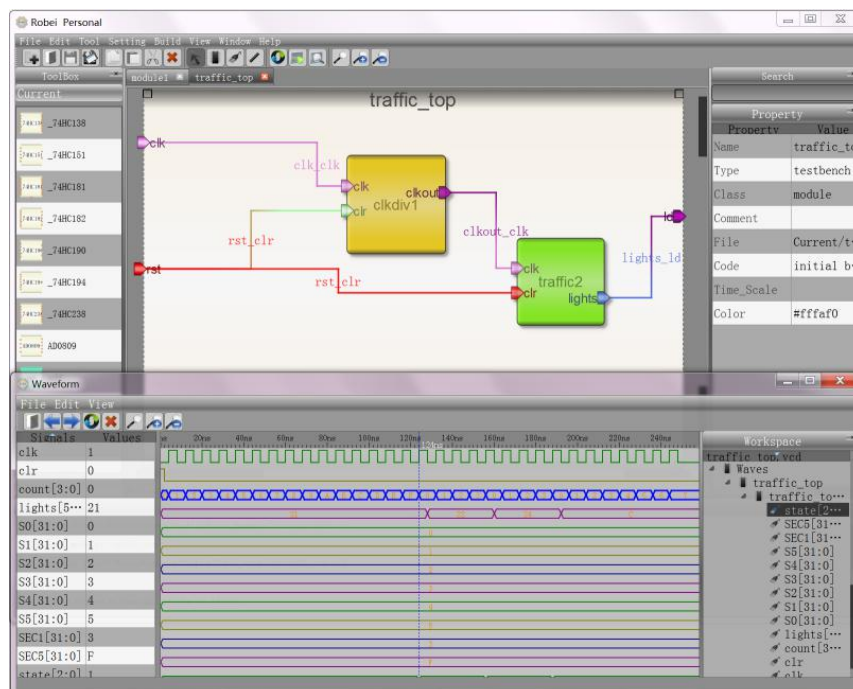 Robei Personal
File Edit Tool Setting Build View Window Help
ToolBox
module1 traffic_top
Search
Current
traffic_top
_74HC138
_74HC151
_74HC181
_74HC182
_74HC190
_74HC194
_74HC238
AD0809
clk
clk_clk
clk
clkout
clr
clkdiv1
rst_clr
clkout_clk
ld
lights_ld
rst
rst_clr
clk
traffic2
clr
lights
Property
Property Value
Name traffic_to
Type testbench
Class module
Comment
File Current/t
Code initial b
Time_Scale
Color #fffaf0
Waveform
File Edit View
Signals Values
20ns 40ns 60ns 80ns 100ns 120ns 140ns 160ns 180ns 200ns 220ns 240ns
124ns
clk 1
clr 0
count[3:0] 0
lights[5··· 21
S0[31:0] 0
S1[31:0] 1
S2[31:0] 2
S3[31:0] 3
S4[31:0] 4
S5[31:0] 5
SEC1[31:0] 3
SEC5[31:0] F
state[2:0] 1
Workspace
traffic_top.vcd
Waves
traffic_top
traffic_to···
state[2···
SEC5[31···
SEC1[31···
S5[31:0]
S4[31:0]
S3[31:0]
S2[31:0]
S1[31:0]
S0[31:0]
lights[···
count[3···
clr
clk